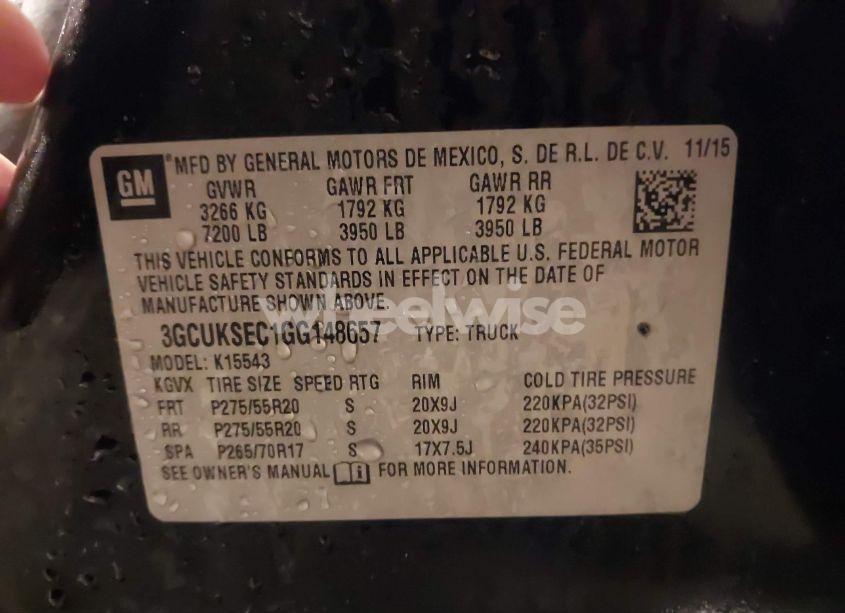 GM
MFD BY GENERAL MOTORS DE MEXICO, S. DE R.L. DE C.V. 11/15
GVWR GAWR FRT GAWR RR
3266 KG 1792 KG 1792 KG
7200 LB 3950 LB 3950 LB
THIS VEHICLE CONFORMS TO ALL APPLICABLE U.S. FEDERAL MOTOR
VEHICLE SAFETY STANDARDS IN EFFECT ON THE DATE OF
MANUFACTURE SHOWN ABOVE.
wheelwise
3GCUKSEC1GG148657 TYPE: TRUCK
MODEL: K15543
KGVX TIRE SIZE SPEED RTG RIM COLD TIRE PRESSURE
FRT P275/55R20 S 20X9J 220KPA(32PSI)
RR P275/55R20 S 20X9J 220KPA(32PSI)
SPA P265/70R17 S 17X7.5J 240KPA(35PSI)
SEE OWNER'S MANUAL i FOR MORE INFORMATION.